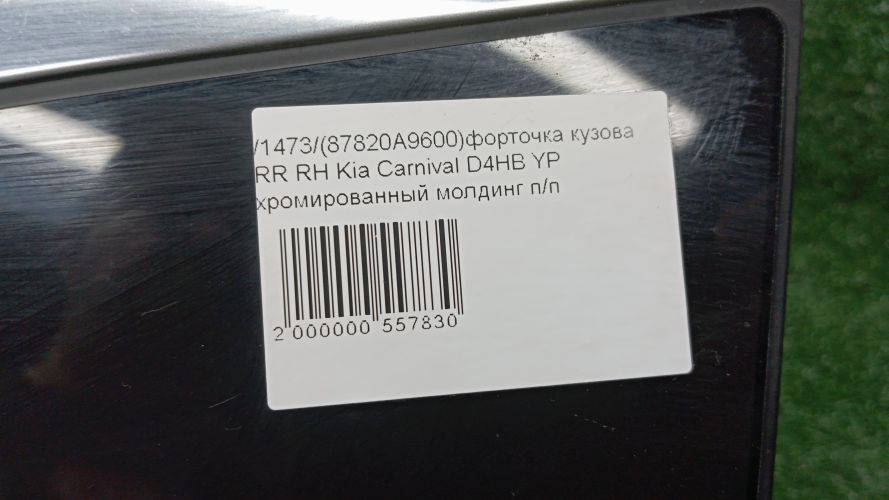 /1473/(87820A9600)форточка кузова
RR RH Kia Carnival D4HB YP
хромированный молдинг п/п
2 000000 557830